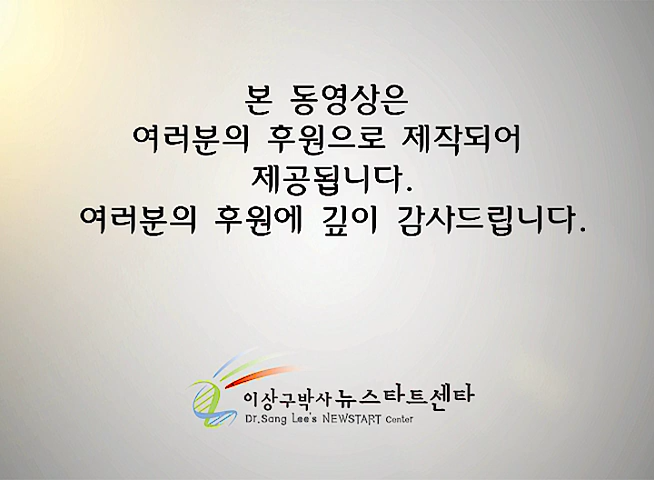 본 동영상은
여러분의 후원으로 제작되어
제공됩니다.
여러분의 후원에 깊이 감사드립니다.
이상구박사 뉴스타트센타
Dr.Sang Lee's NEWSTART Center